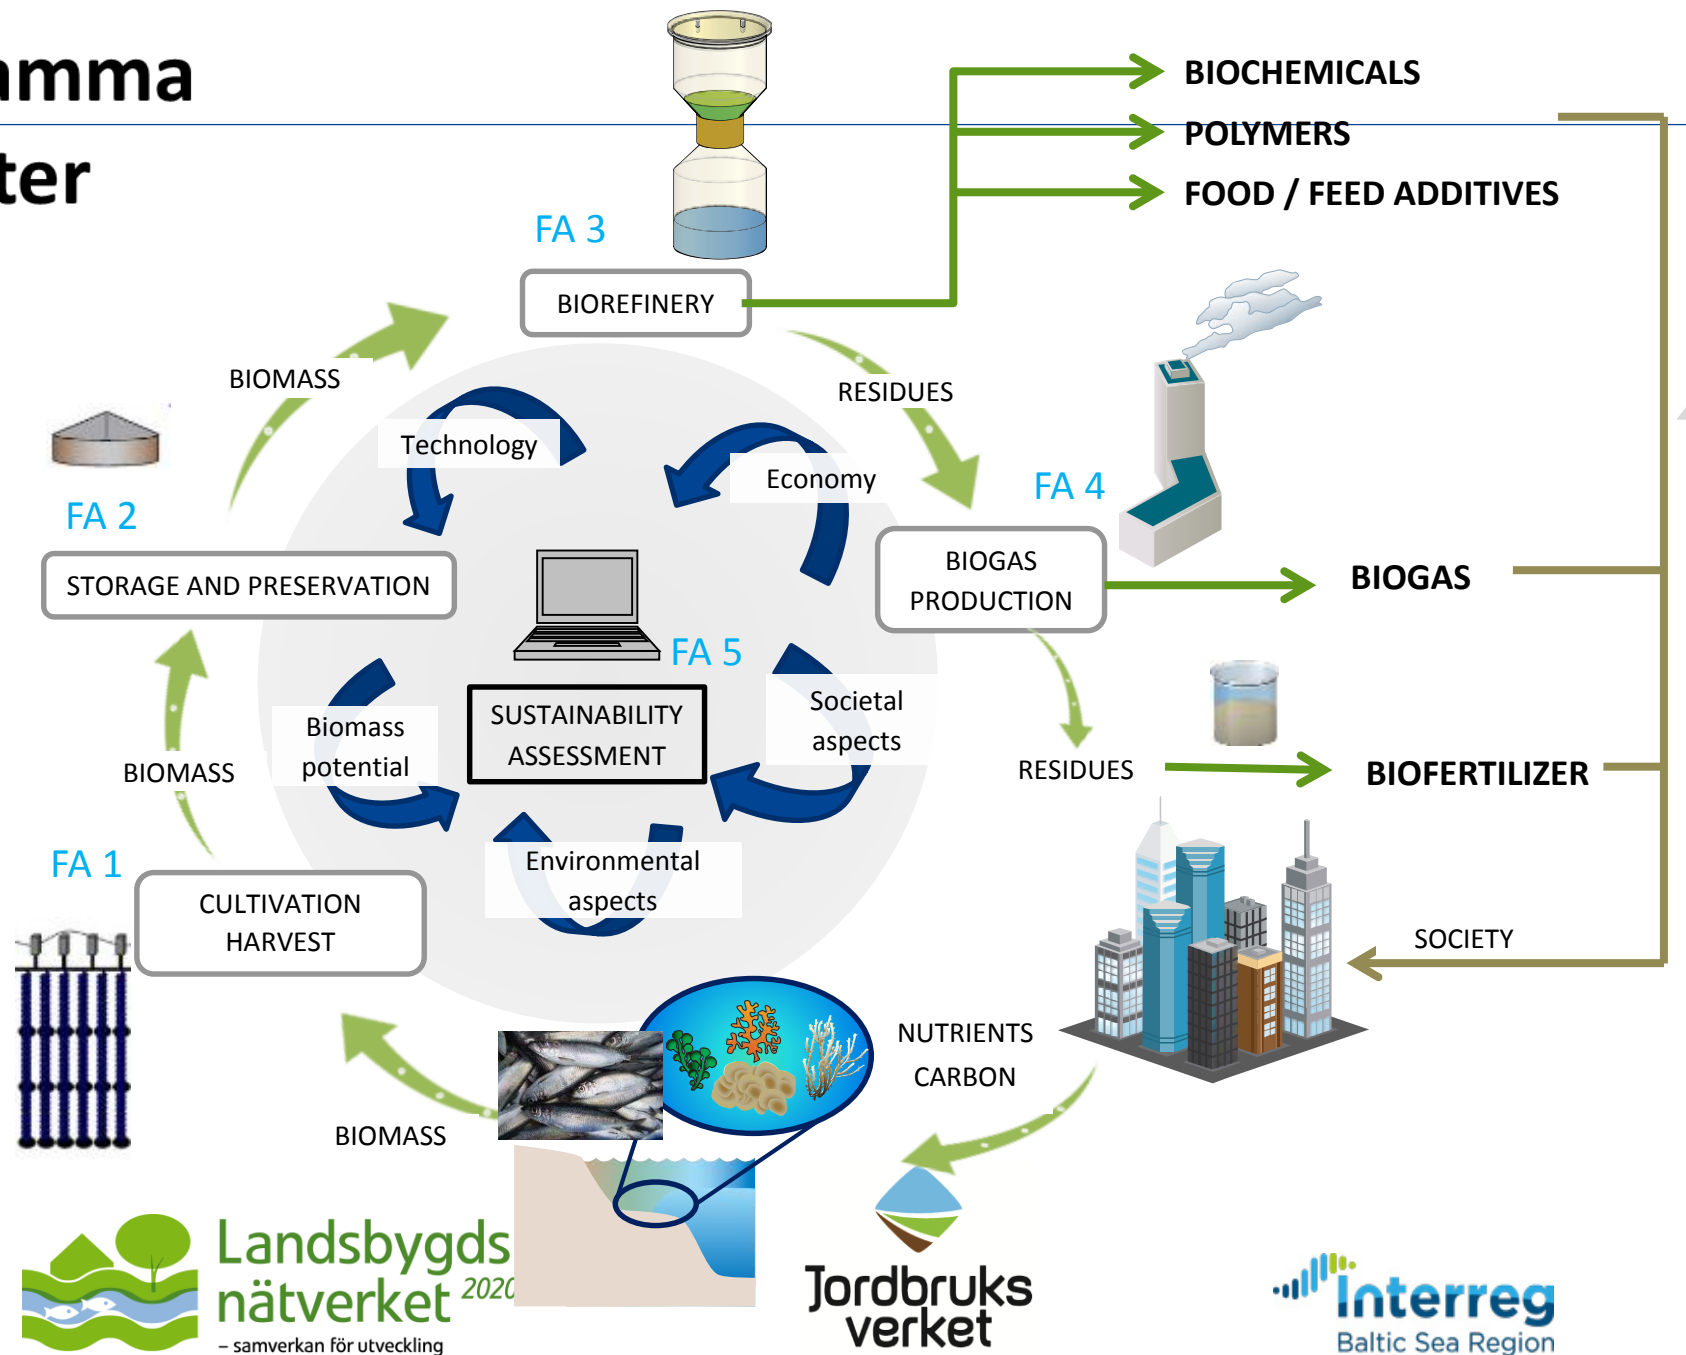 amma
ter
BIOCHEMICALS
POLYMERS
FOOD / FEED ADDITIVES
FA 3
BIOREFINERY
BIOMASS
RESIDUES
Technology
Economy
FA 2
FA 4
STORAGE AND PRESERVATION
BIOGAS
PRODUCTION
BIOGAS
FA 5
SUSTAINABILITY
ASSESSMENT
Biomass
potential
Societal
aspects
BIOMASS
RESIDUES
BIOFERTILIZER
Environmental
aspects
FA 1
CULTIVATION
HARVEST
SOCIETY
NUTRIENTS
CARBON
BIOMASS
Landsbygds
nätverket 2020
– samverkan för utveckling
Jordbruks
verket
Interreg
Baltic Sea Region